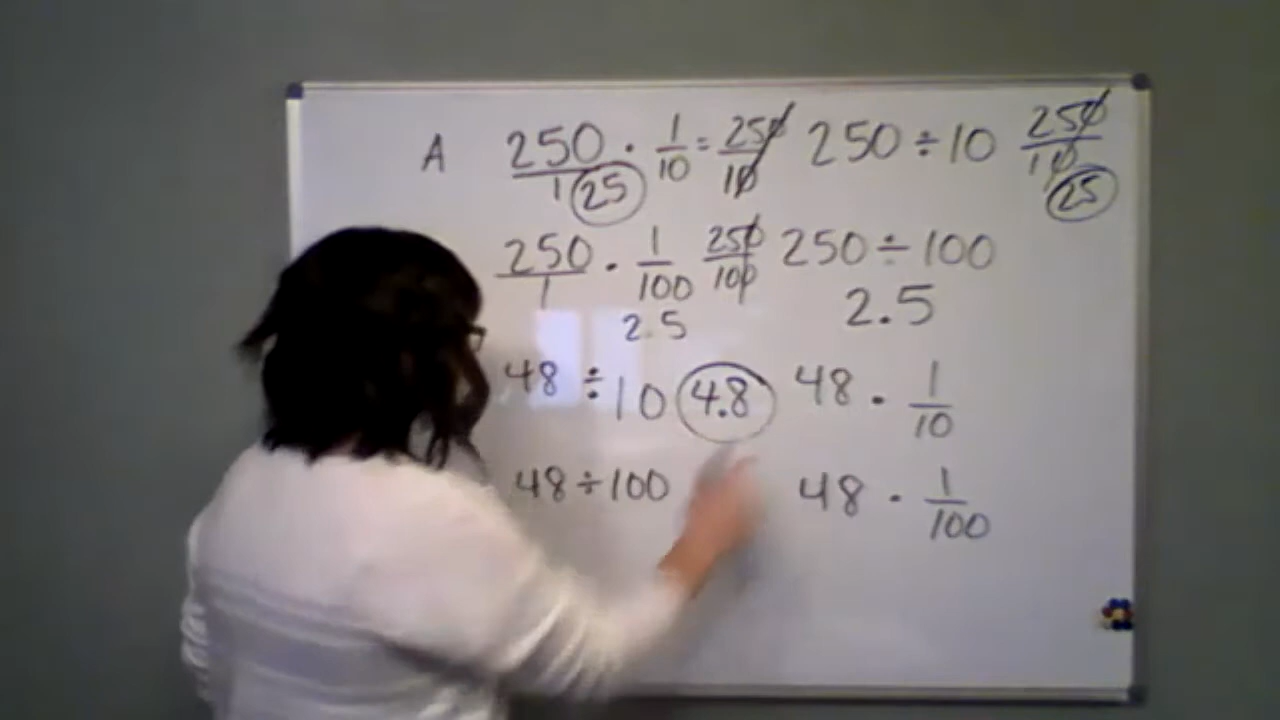 A 250/1 · 1/10 = 250/10 25 250 ÷ 10 250/10 25
250/1 · 1/100 250/100 250 ÷ 100
2.5 2.5
48 ÷ 10 4.8 48 · 1/10
48 ÷ 100 48 · 1/100